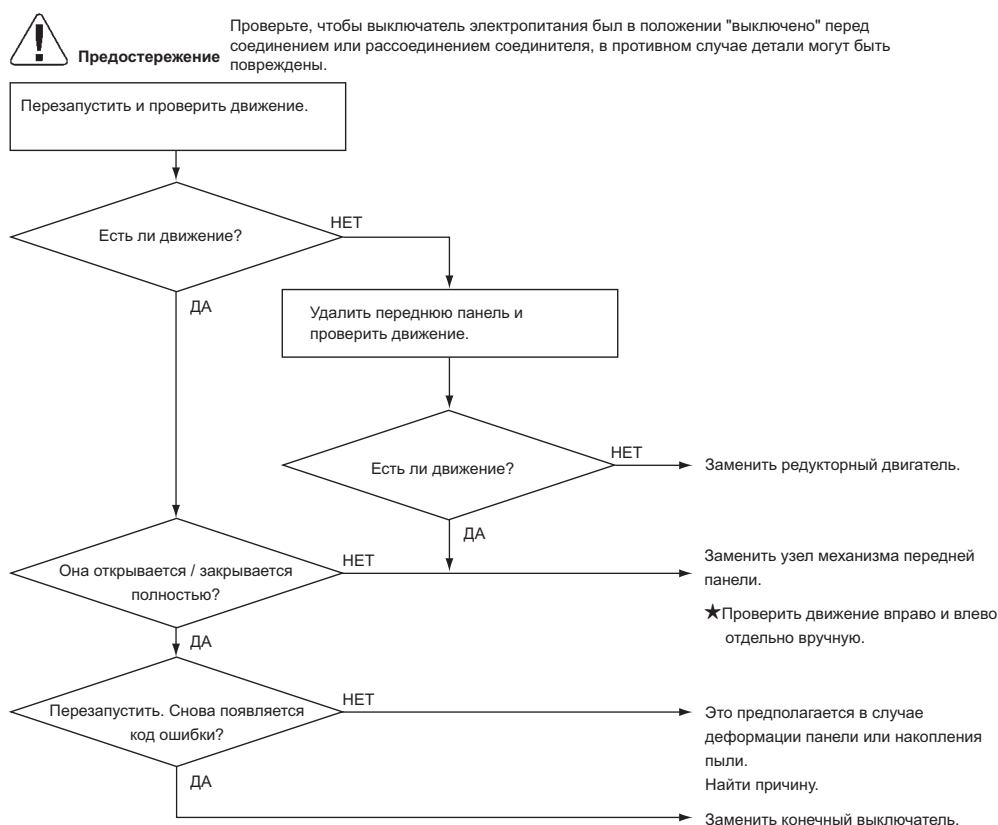 Проверьте, чтобы выключатель электропитания был в положении "выключено" перед
Предостережение соединением или рассоединением соединителя, в противном случае детали могут быть
повреждены.
Перезапустить и проверить движение.
Есть ли движение?
НЕТ
ДА
Удалить переднюю панель и
проверить движение.
Есть ли движение?
НЕТ
Заменить редукторный двигатель.
ДА
Она открывается / закрывается
полностью?
НЕТ
Заменить узел механизма передней
панели.
★Проверить движение вправо и влево
отдельно вручную.
ДА
Перезапустить. Снова появляется
код ошибки?
НЕТ
Это предполагается в случае
деформации панели или накопления
пыли.
Найти причину.
ДА
Заменить конечный выключатель.